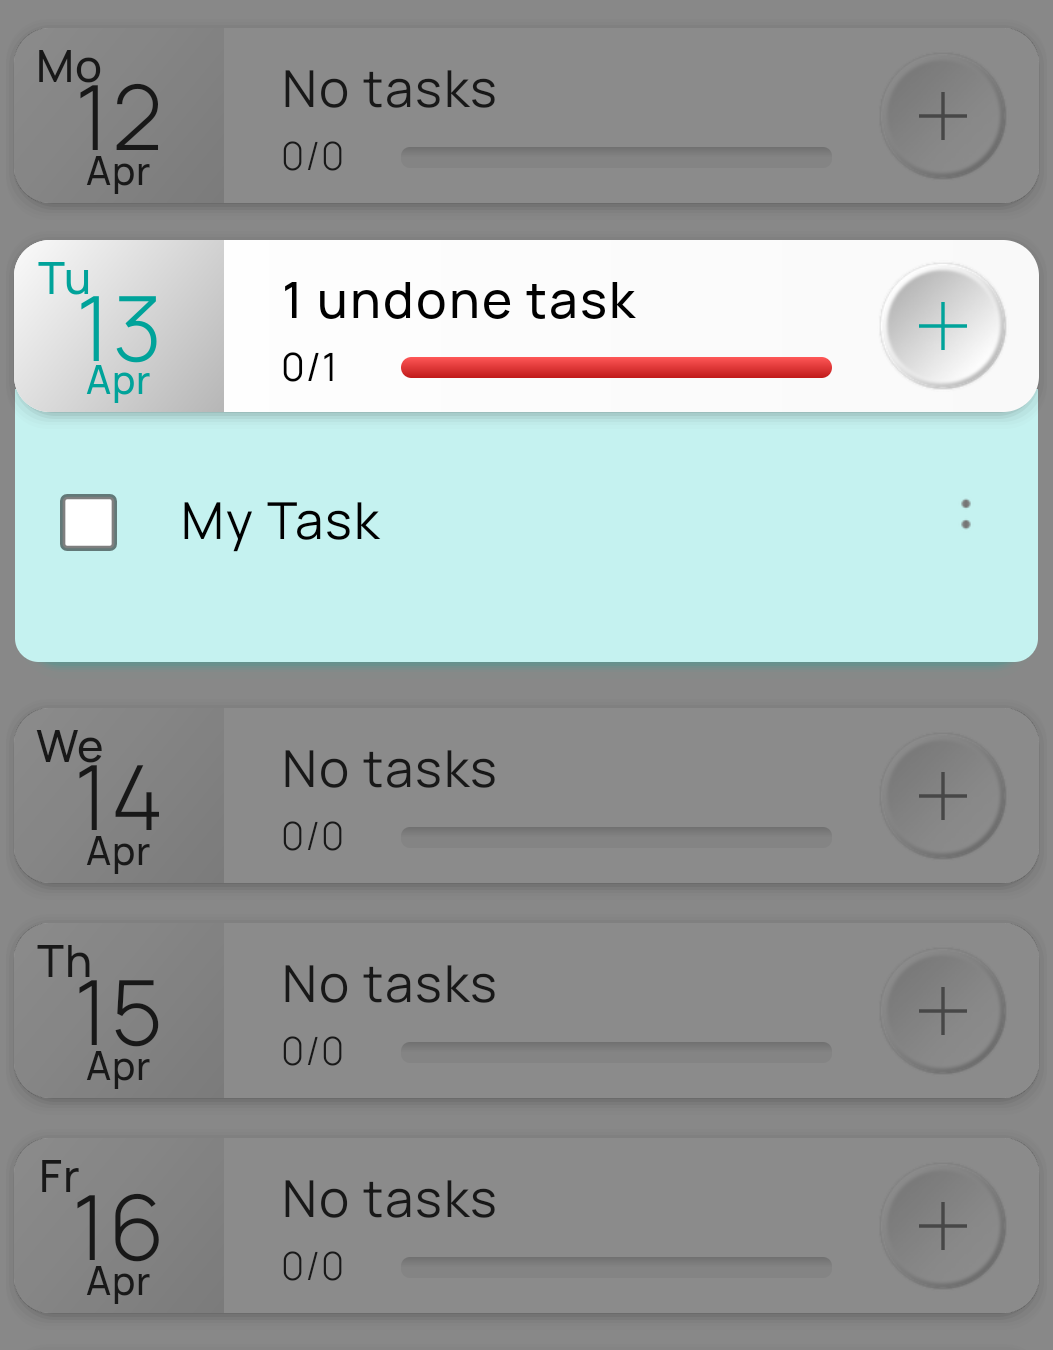 Mo
12
Apr
No tasks
0/0
Tu
13
Apr
1 undone task
0/1
My Task
We
14
Apr
No tasks
0/0
Th
15
Apr
No tasks
0/0
Fr
16
Apr
No tasks
0/0